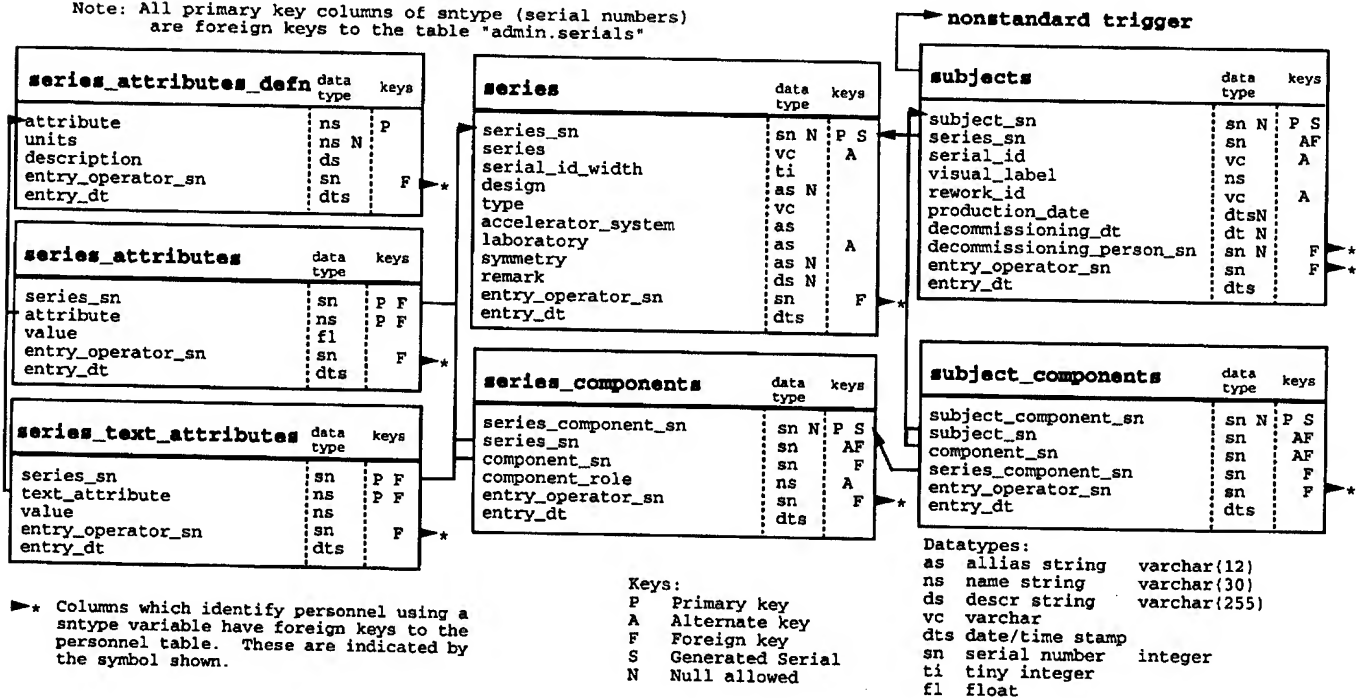 Note: All primary key columns of sntype (serial numbers)
are foreign keys to the table "admin.serials"
nonstandard trigger
series_attributes_defn data type keys
attribute ns P
units ns N
description ds
entry_operator_sn sn F *
entry_dt dts
series_attributes data type keys
series_sn sn P F
attribute ns P F
value fl
entry_operator_sn sn F *
entry_dt dts
series_text_attributes data type keys
series_sn sn P F
text_attribute ns P F
value ns
entry_operator_sn sn F *
entry_dt dts
series data type keys
series_sn sn N P S
series vc A
serial_id_width ti
design as N
type vc
accelerator_system as
laboratory as A
symmetry as N
remark ds N
entry_operator_sn sn F *
entry_dt dts
series_components data type keys
series_component_sn sn N P S
series_sn sn AF
component_sn sn F
component_role ns A
entry_operator_sn sn F *
entry_dt dts
subjects data type keys
subject_sn sn N P S
series_sn sn AF
serial_id vc A
visual_label ns
rework_id vc A
production_date dtsN
decommissioning_dt dt N
decommissioning_person_sn sn N F *
entry_operator_sn sn F *
entry_dt dts
subject_components data type keys
subject_component_sn sn N P S
subject_sn sn AF
component_sn sn AF
series_component_sn sn F
entry_operator_sn sn F *
entry_dt dts
* Columns which identify personnel using a
sntype variable have foreign keys to the
personnel table. These are indicated by
the symbol shown.
Keys:
P Primary key
A Alternate key
F Foreign key
S Generated Serial
N Null allowed
Datatypes:
as allias string varchar(12)
ns name string varchar(30)
ds descr string varchar(255)
vc varchar
dts date/time stamp
sn serial number integer
ti tiny integer
fl float